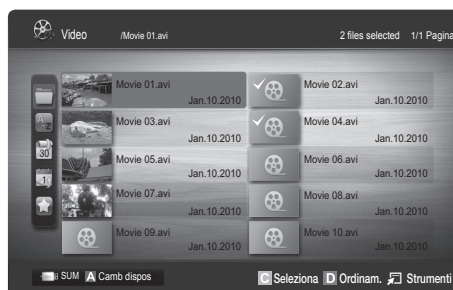 Video /Movie 01.avi 2 files selected 1/1 Pagina
Movie 01.avi Movie 02.avi
Jan.10.2010 Jan.10.2010
Movie 03.avi Movie 04.avi
Jan.10.2010 Jan.10.2010
Movie 05.avi Movie 06.avi
Jan.10.2010 Jan.10.2010
Movie 07.avi Movie 08.avi
Jan.10.2010 Jan.10.2010
Movie 09.avi Movie 10.avi
Jan.10.2010 Jan.10.2010
A
Z
30
1
SUM A Camb dispos C Seleziona D Ordinam. Strumenti